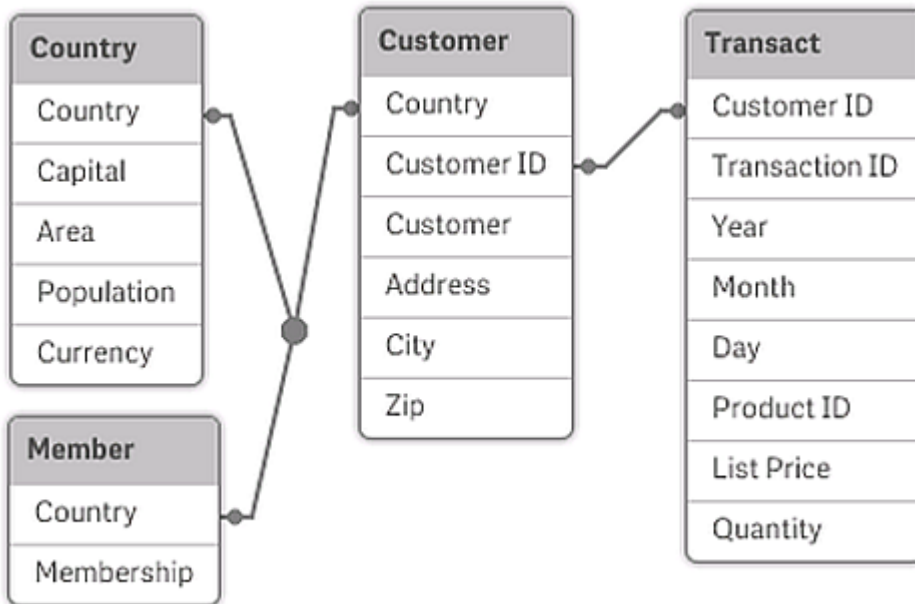 Country
Country
Capital
Area
Population
Currency
Member
Country
Membership
Customer
Country
Customer ID
Customer
Address
City
Zip
Transact
Customer ID
Transaction ID
Year
Month
Day
Product ID
List Price
Quantity